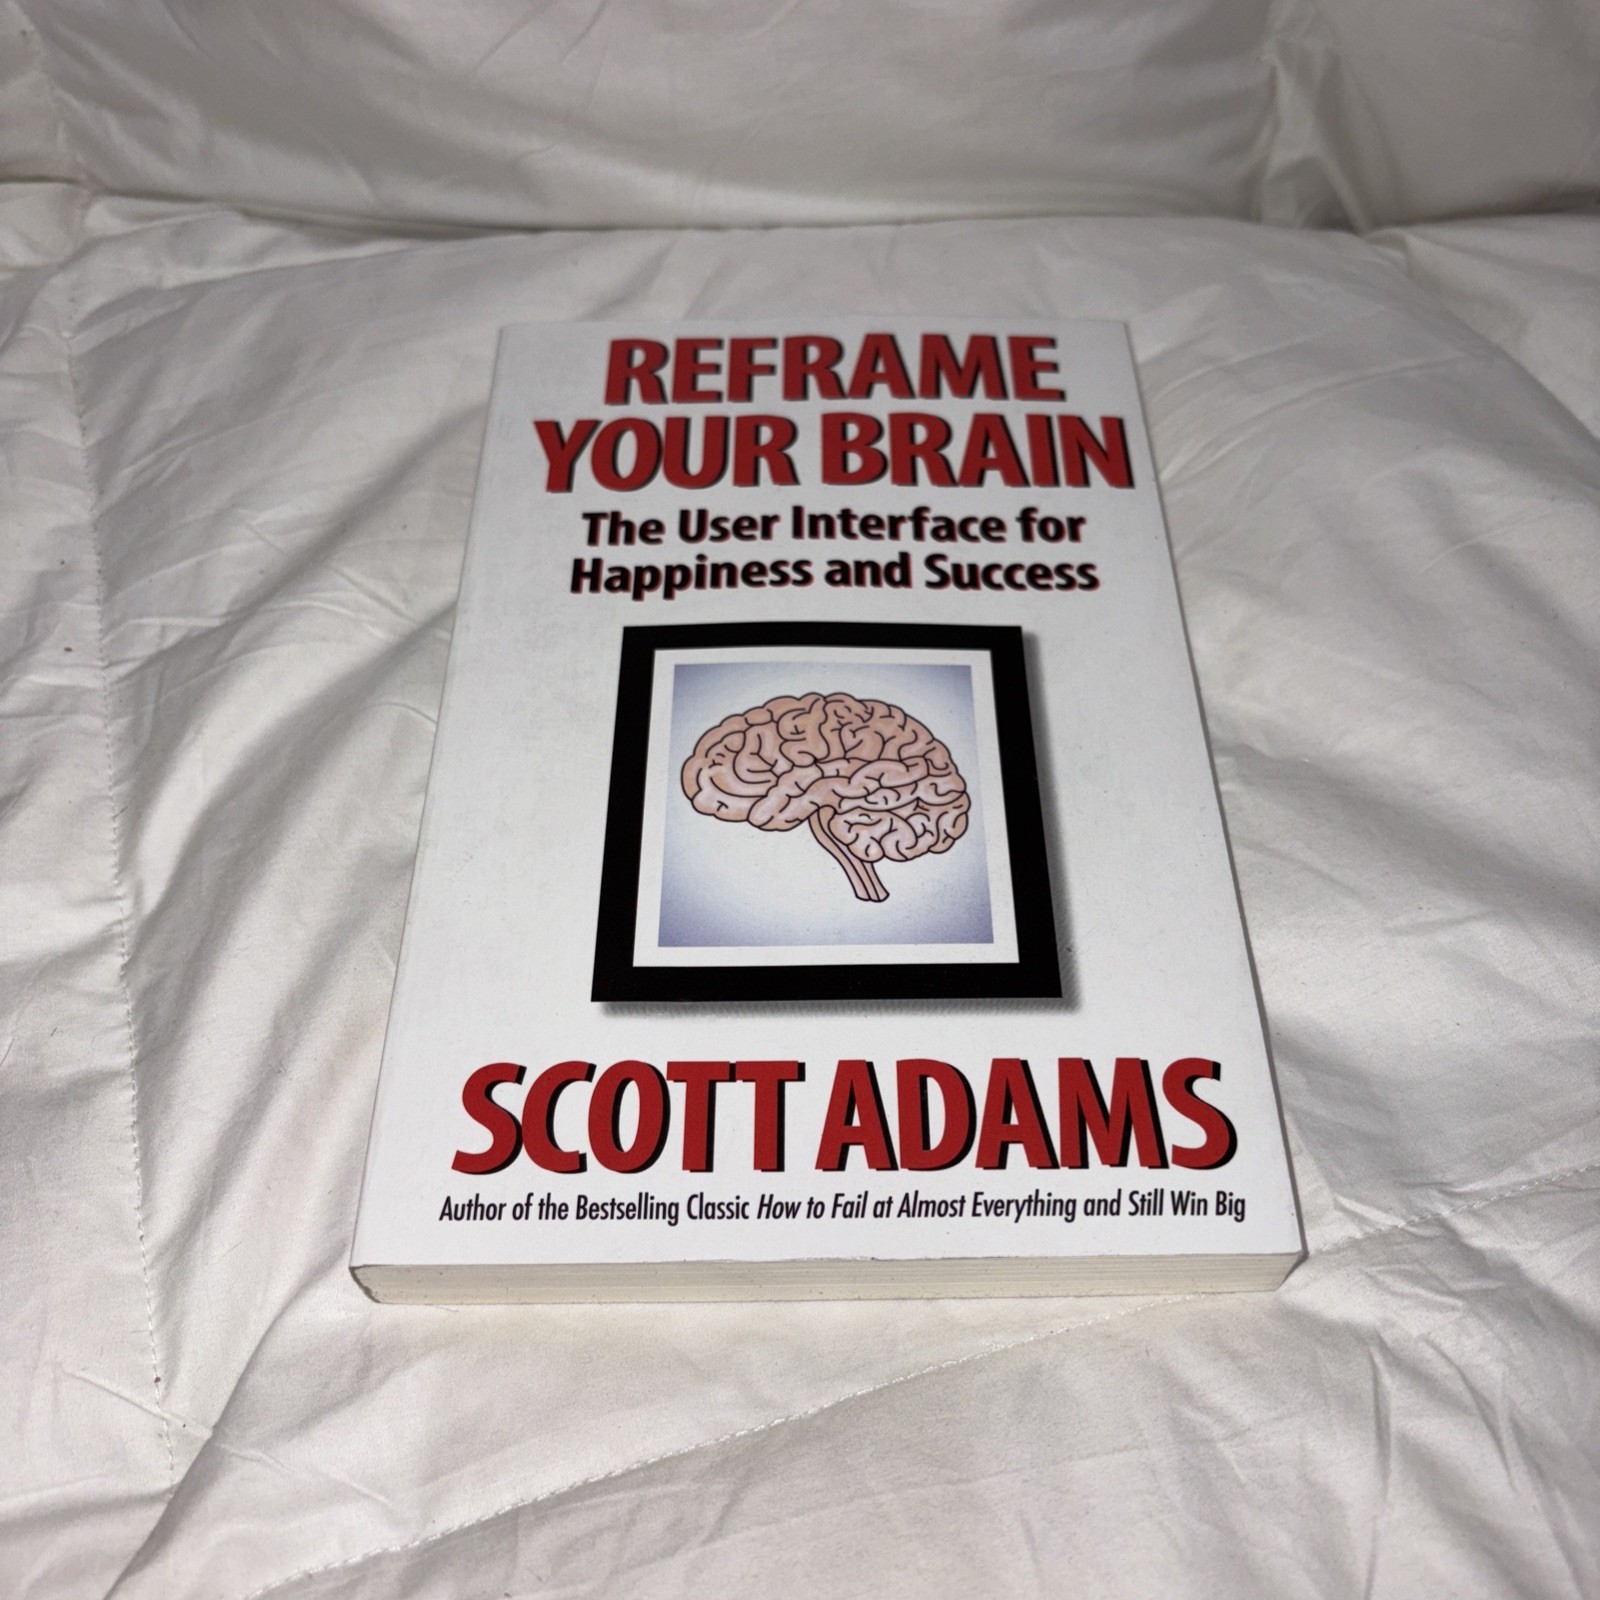 REFRAME
YOUR BRAIN
The User Interface for
Happiness and Success
SCOTT ADAMS
Author of the Bestselling Classic How to Fail at Almost Everything and Still Win Big